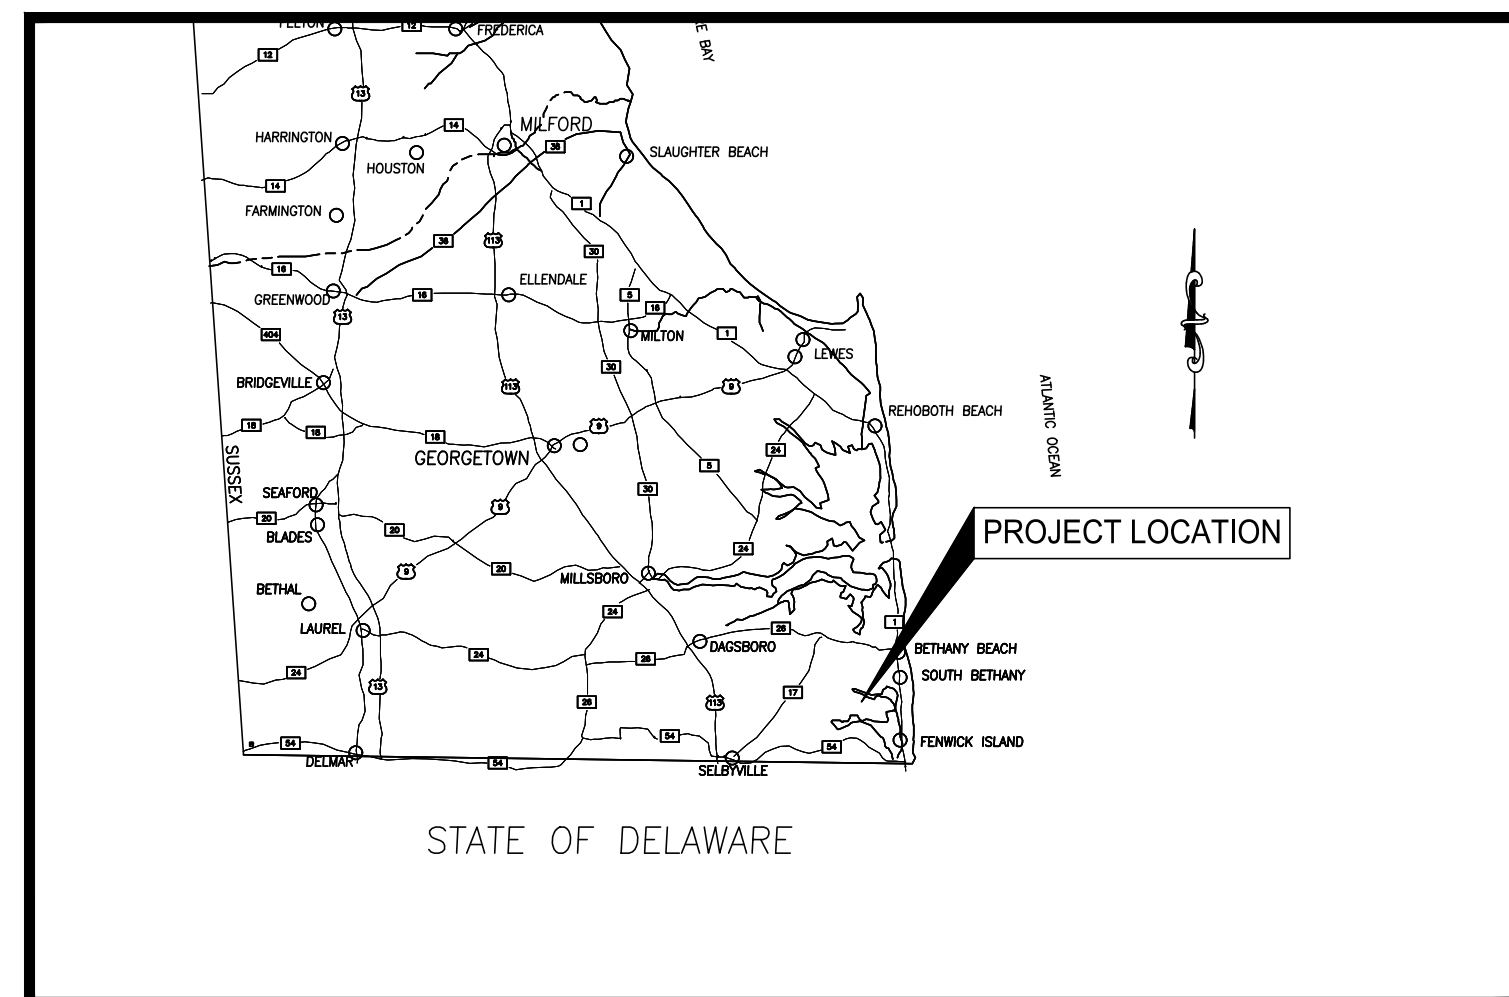 FELTON
12
FREDERICA
12
E BAY
13
HARRINGTON
14
MILFORD
36
HOUSTON
SLAUGHTER BEACH
14
FARMINGTON
1
36
113
30
16
ELLENDALE
GREENWOOD
16
5
16
13
404
MILTON
1
LEWES
30
BRIDGEVILLE
113
9
ATLANTIC OCEAN
REHOBOTH BEACH
18
18
18
9
GEORGETOWN
24
SUSSEX
5
SEAFORD
30
9
20
BLADES
20
PROJECT LOCATION
24
9
20
MILLSBORO
BETHAL
24
1
LAUREL
26
DAGSBORO
BETHANY BEACH
24
26
24
SOUTH BETHANY
13
17
26
113
54
54
54
FENWICK ISLAND
DELMAR
54
SELBYVILLE
STATE OF DELAWARE